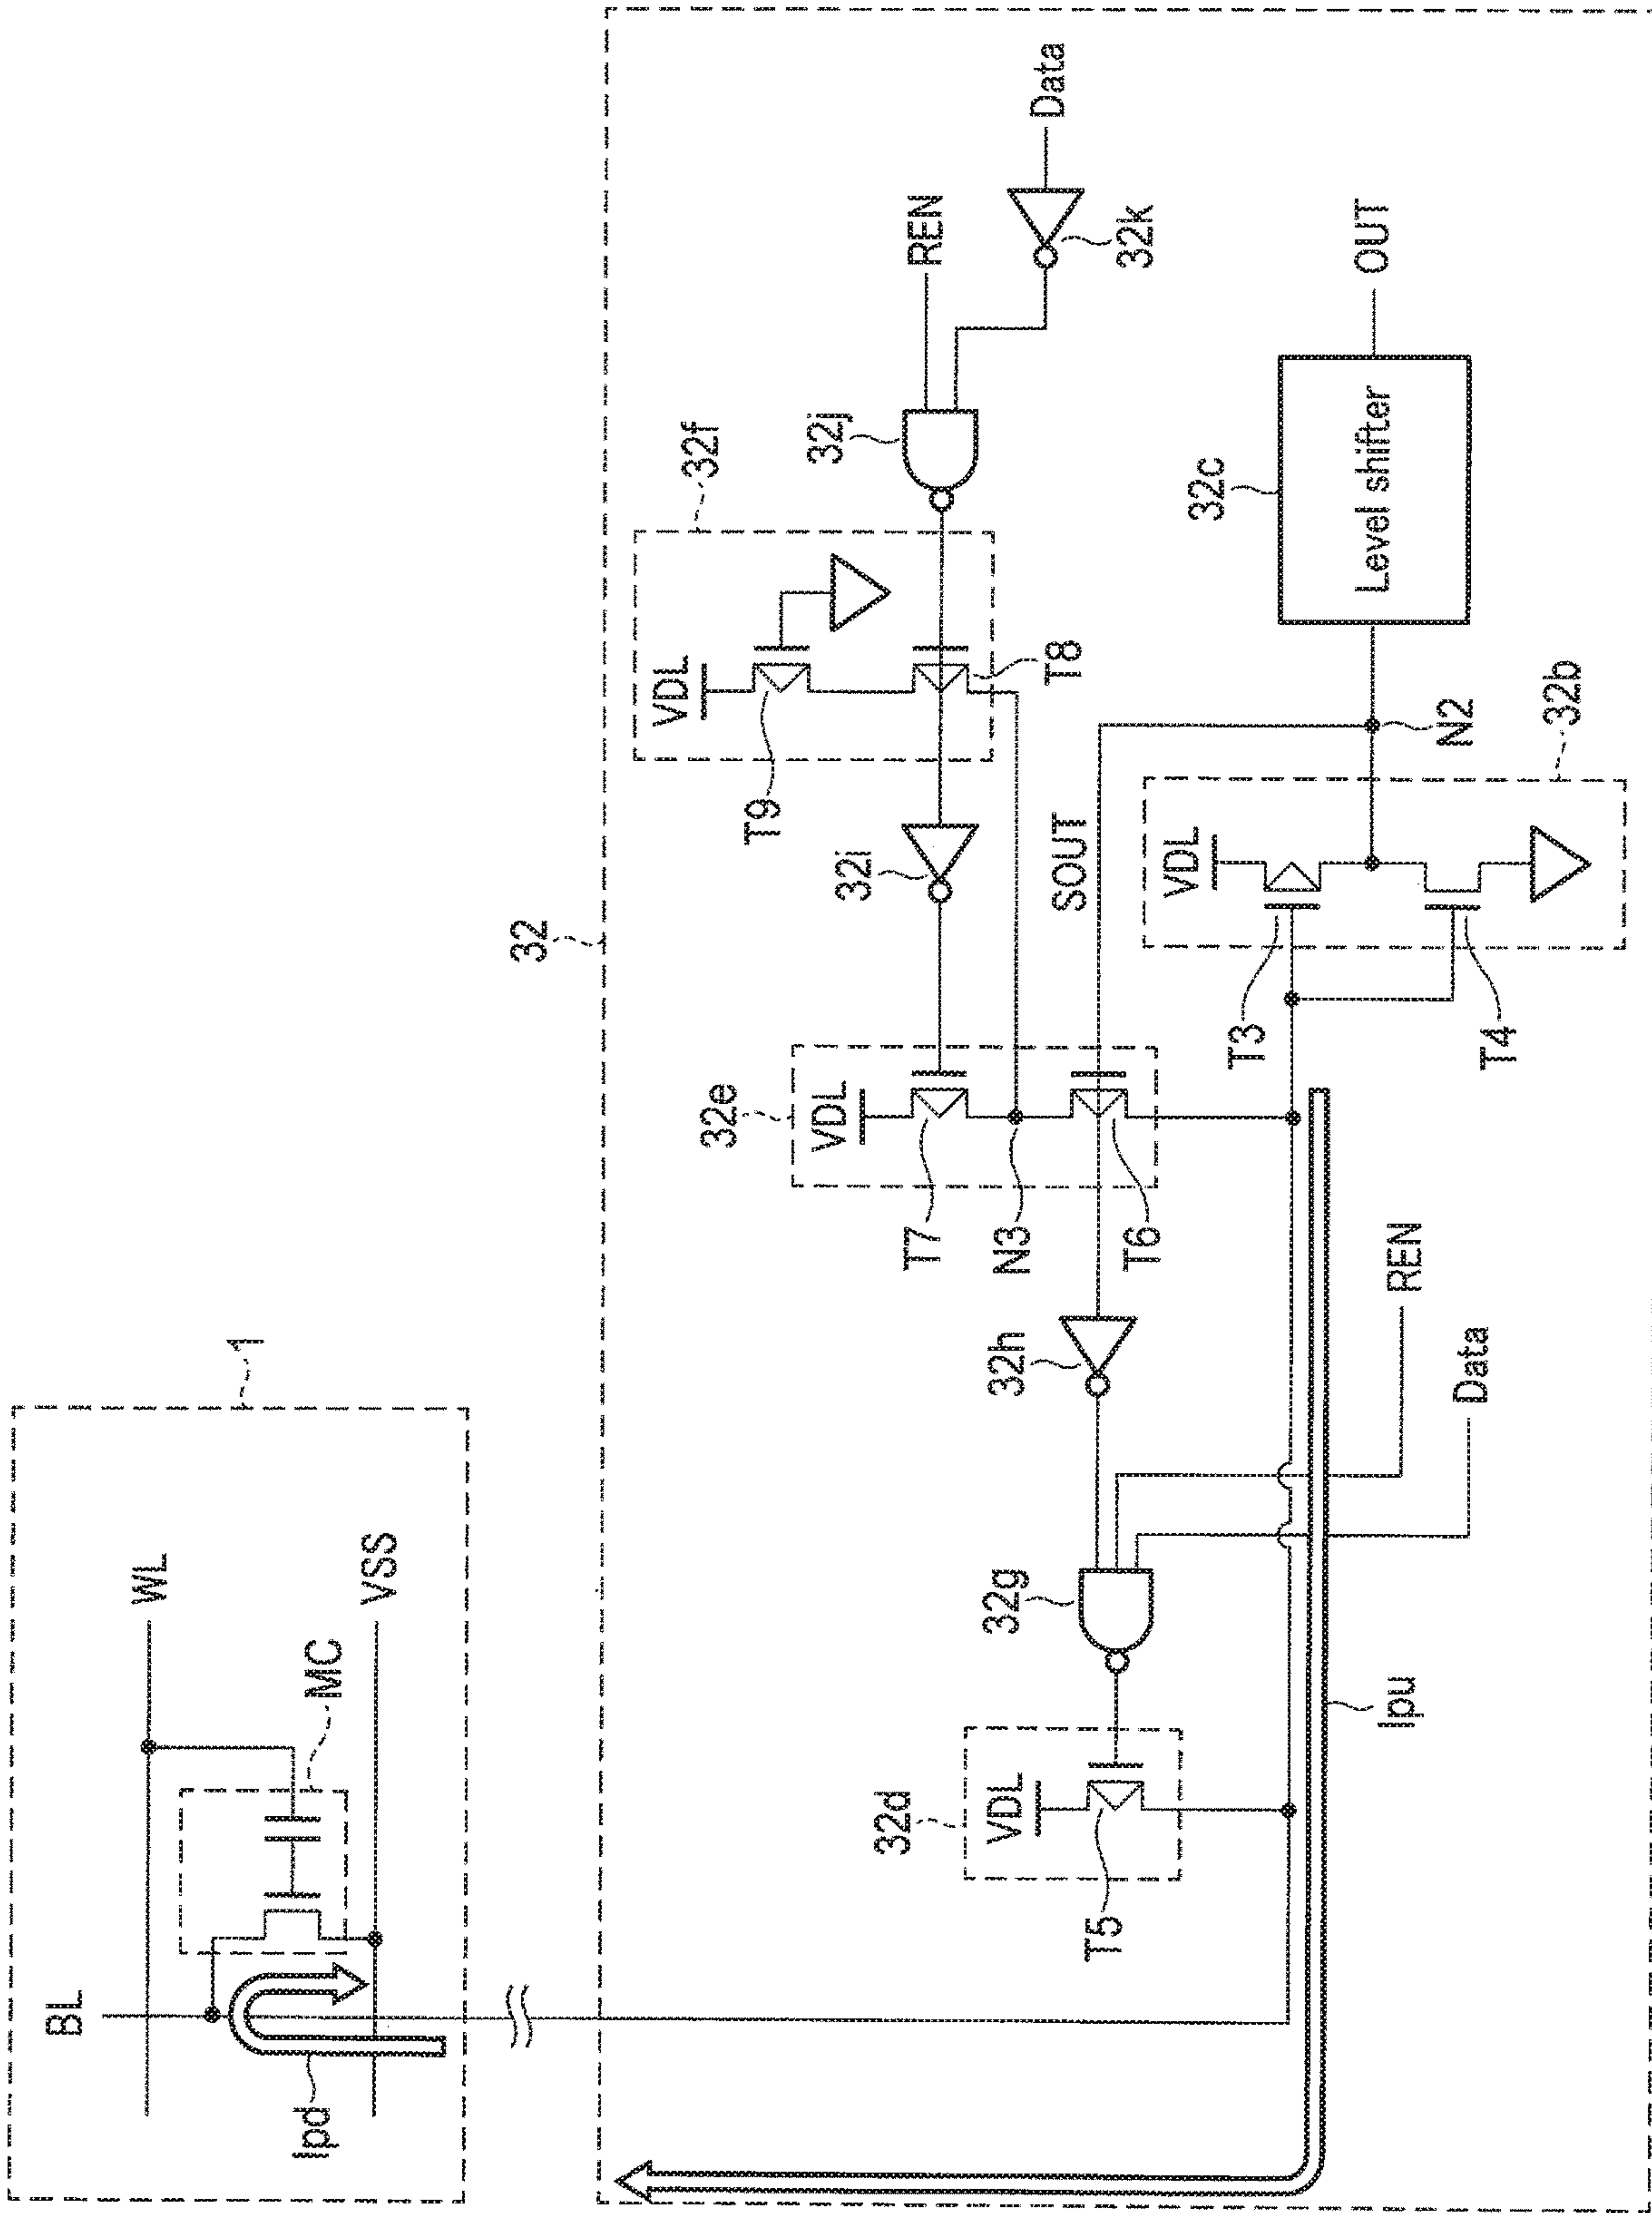 1
BL
WL
MC
VSS
Ipd
32
32f
VDL
T9
T8
32j
REN
Data
32k
32i
32e
VDL
T7
N3
T6
SOUT
32h
32g
32d
VDL
T5
REN
Data
Ipu
32b
VDL
T3
T4
N2
32c
Level shifter
OUT